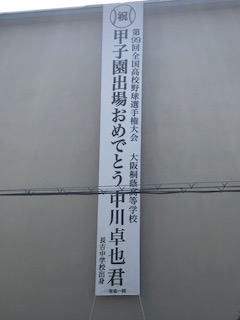 祝
第99回全国高校野球選手権大会 大阪桐蔭高等学校
甲子園出場おめでとう中川卓也君
長吉中学校出身